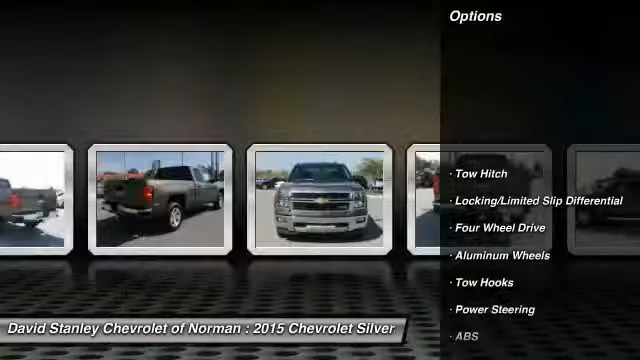 Options
· Tow Hitch
· Locking/Limited Slip Differential
· Four Wheel Drive
· Aluminum Wheels
· Tow Hooks
· Power Steering
· ABS
David Stanley Chevrolet of Norman : 2015 Chevrolet Silver